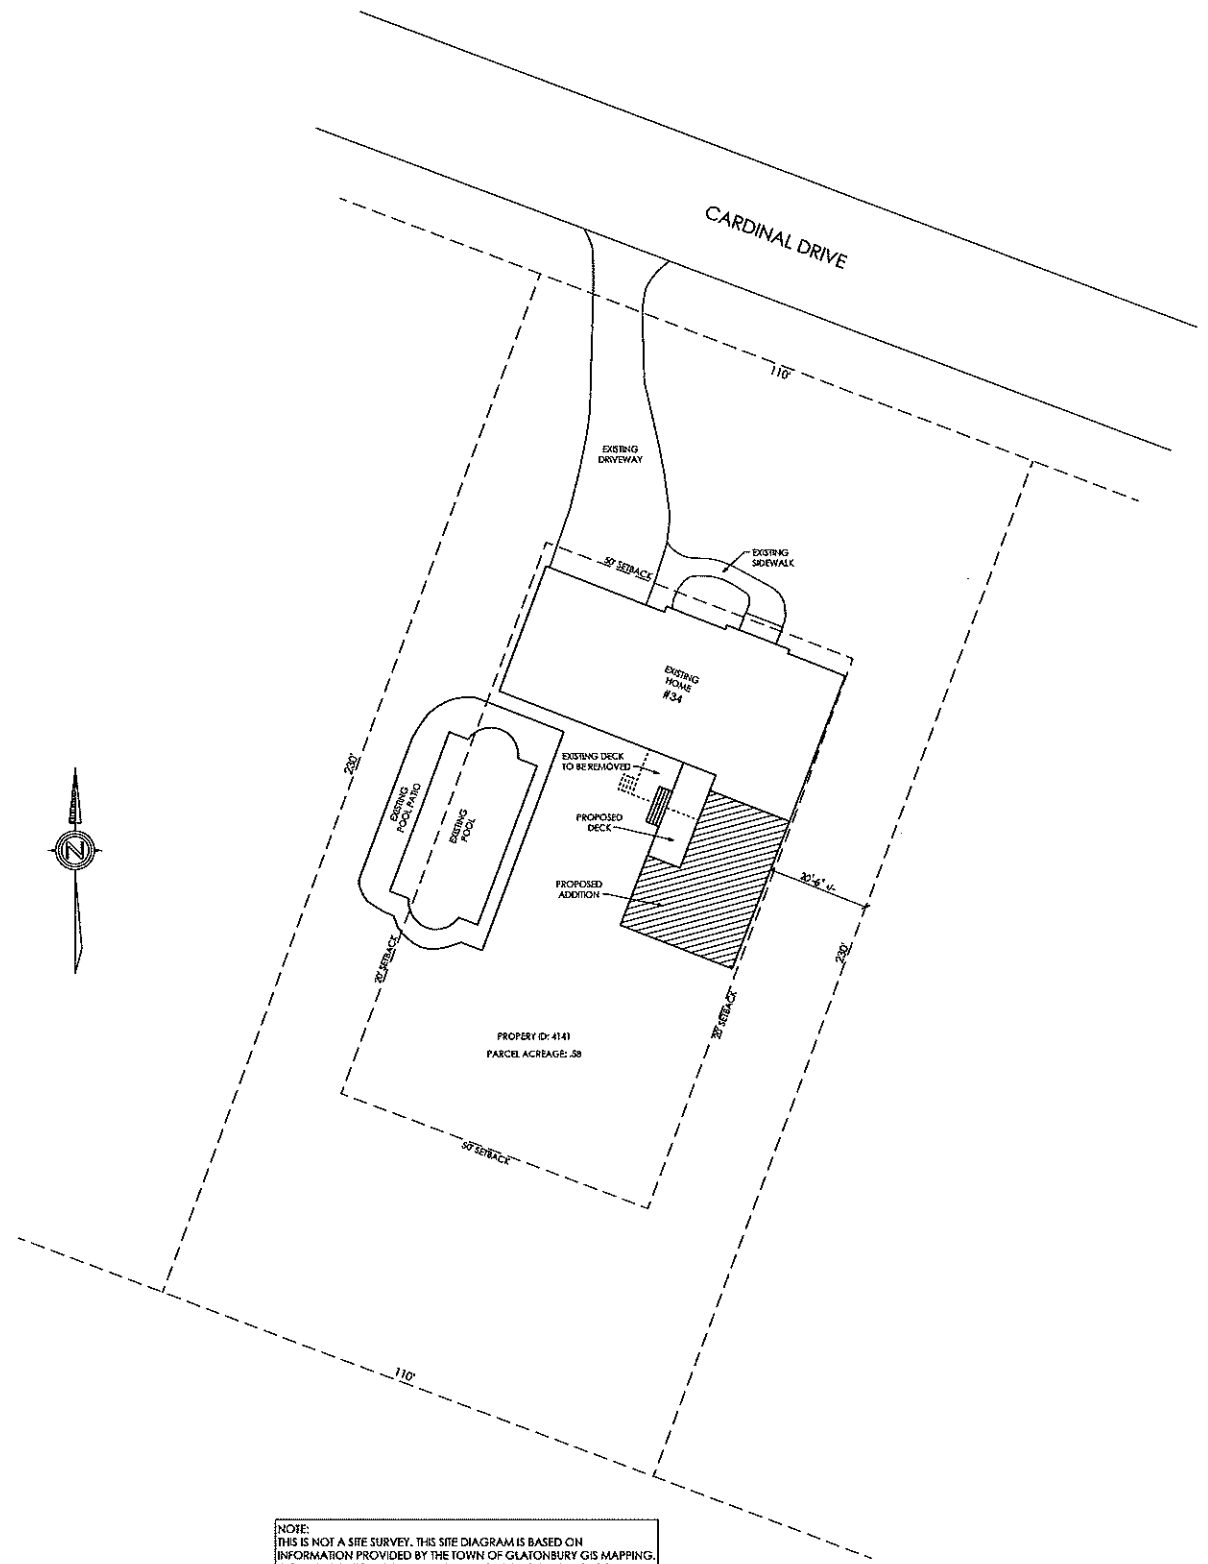 CARDINAL DRIVE
110'
EXISTING
DRIVEWAY
EXISTING
SIDEWALK
50' SETBACK
EXISTING
HOME
#34
230'
EXISTING DECK
TO BE REMOVED
EXISTING
POOL PATIO
EXISTING
POOL
PROPOSED
DECK
PROPOSED
ADDITION
20'-6" +/-
N
20' SETBACK
230'
20' SETBACK
PROPERY ID: 4141
PARCEL ACREAGE: .58
50' SETBACK
110'
NOTE:
THIS IS NOT A SITE SURVEY. THIS SITE DIAGRAM IS BASED ON
INFORMATION PROVIDED BY THE TOWN OF GLATONBURY GIS MAPPING.